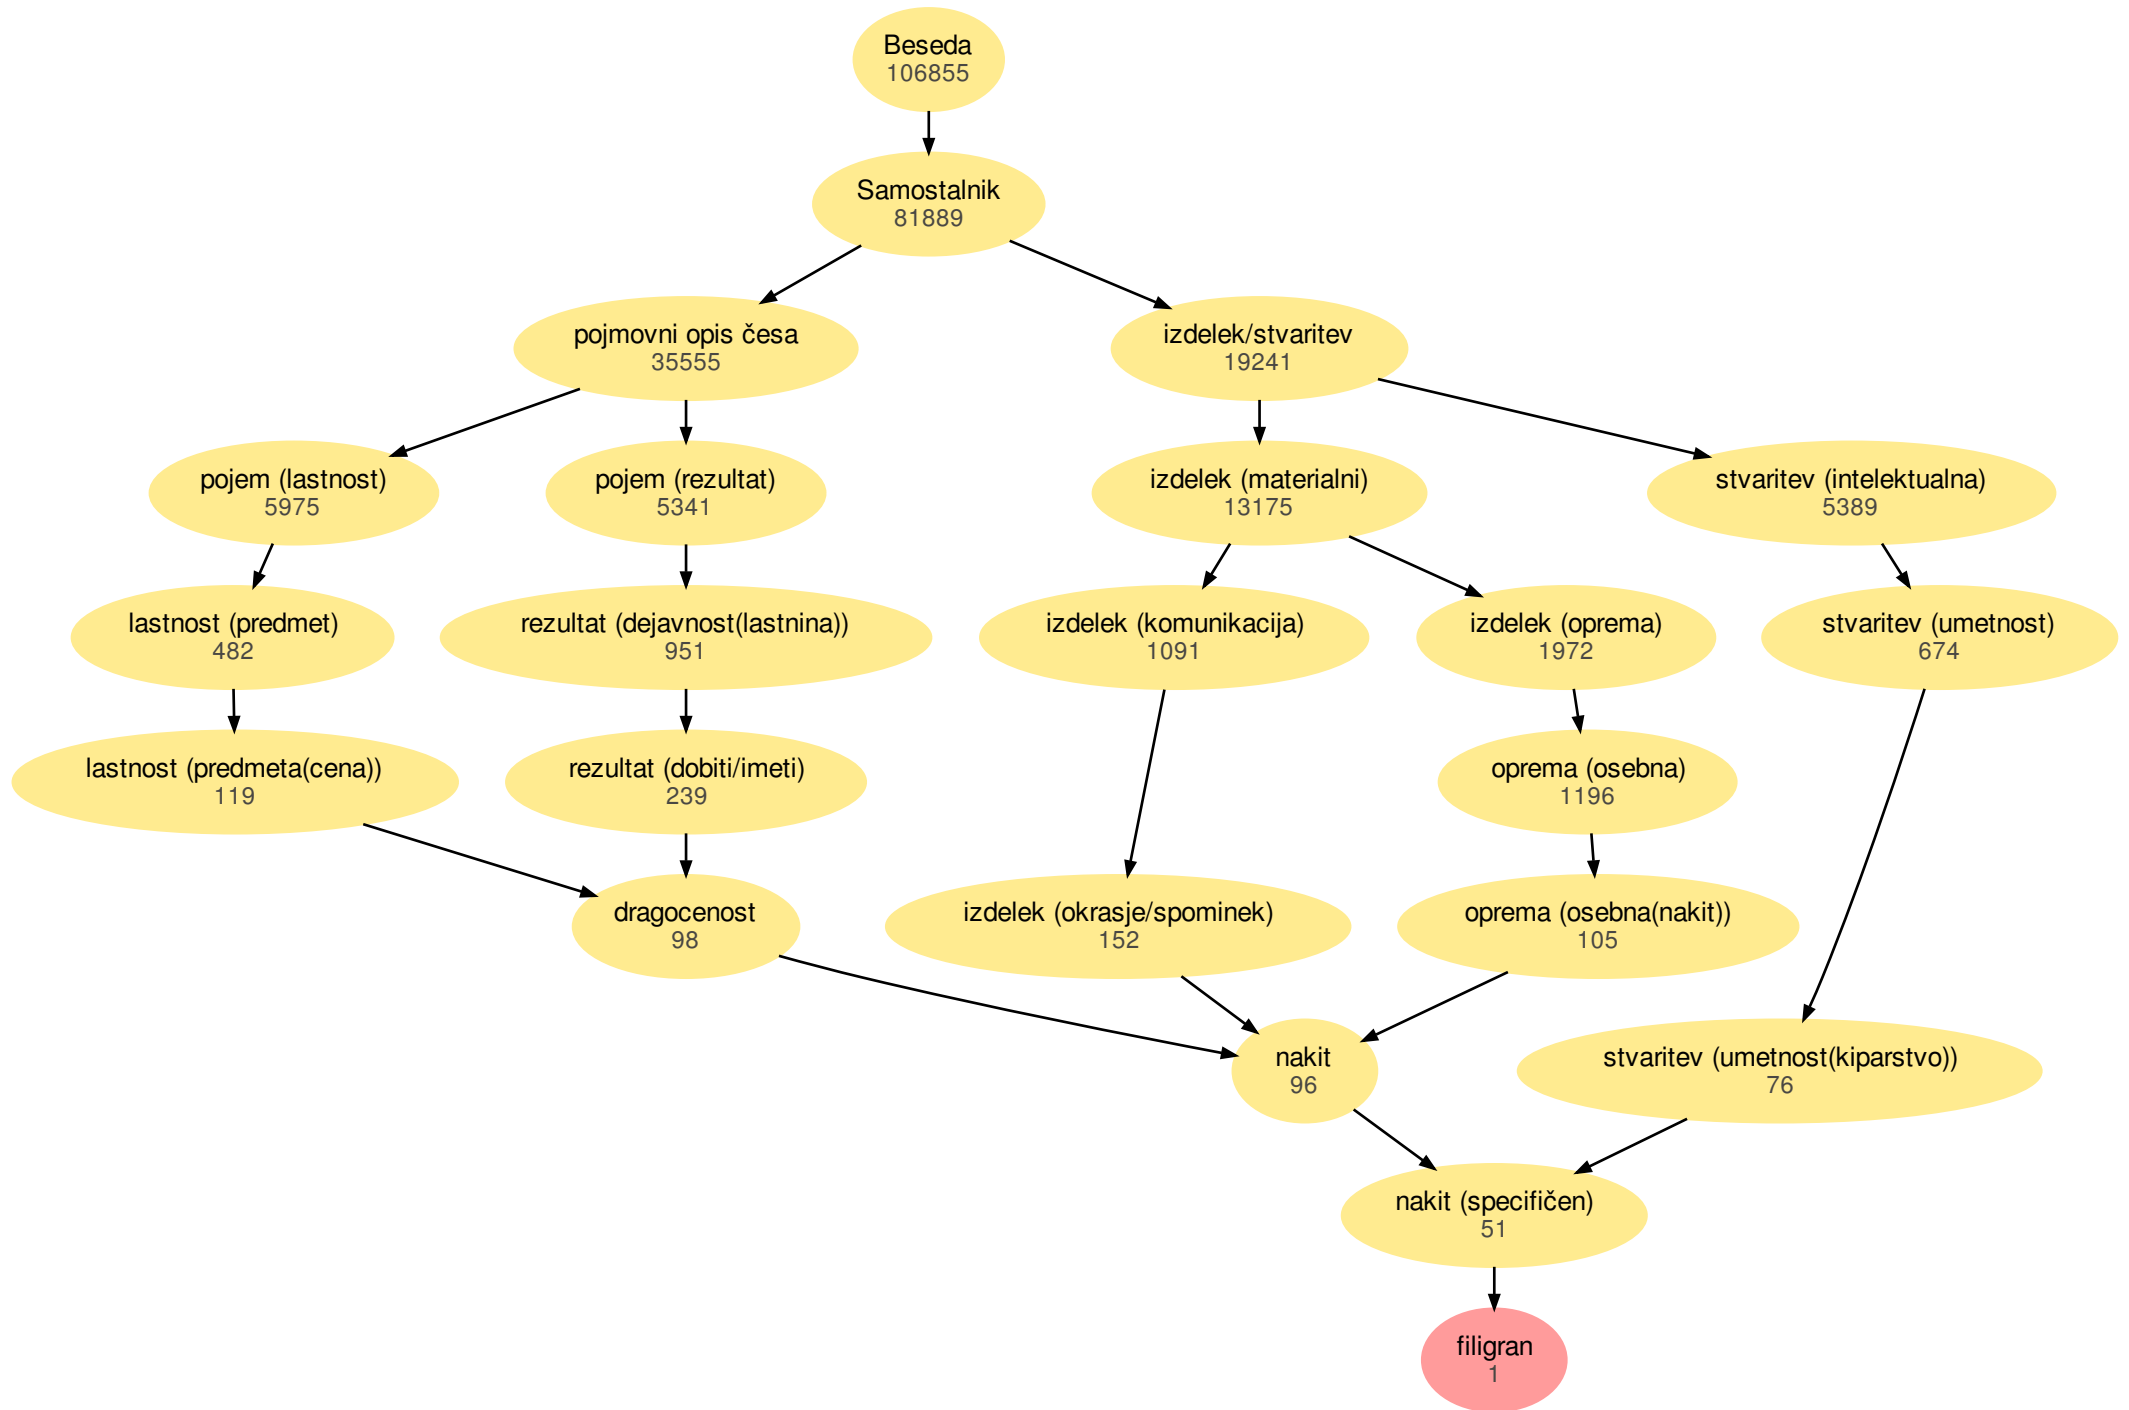 Beseda
106855
Samostalnik
81889
pojmovni opis česa
35555
izdelek/stvaritev
19241
pojem (lastnost)
5975
pojem (rezultat)
5341
izdelek (materialni)
13175
stvaritev (intelektualna)
5389
lastnost (predmet)
482
rezultat (dejavnost(lastnina))
951
izdelek (komunikacija)
1091
izdelek (oprema)
1972
stvaritev (umetnost)
674
lastnost (predmeta(cena))
119
rezultat (dobiti/imeti)
239
oprema (osebna)
1196
dragocenost
98
izdelek (okrasje/spominek)
152
oprema (osebna(nakit))
105
nakit
96
stvaritev (umetnost(kiparstvo))
76
nakit (specifičen)
51
filigran
1